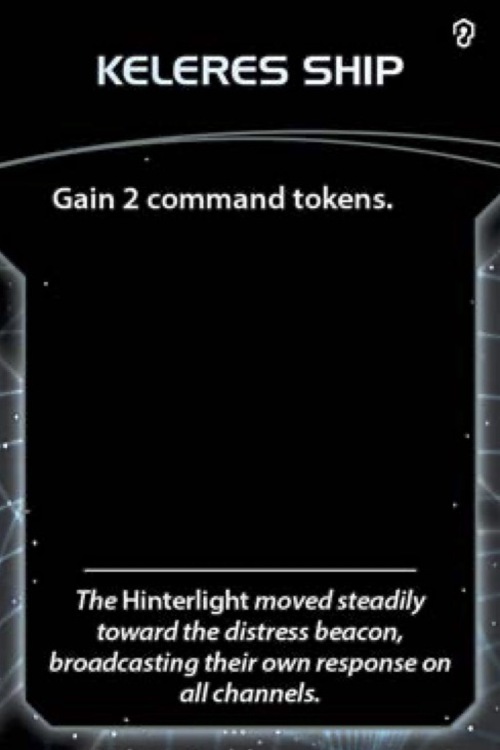 KELERES SHIP
Gain 2 command tokens.
The Hinterlight moved steadily
toward the distress beacon,
broadcasting their own response on
all channels.